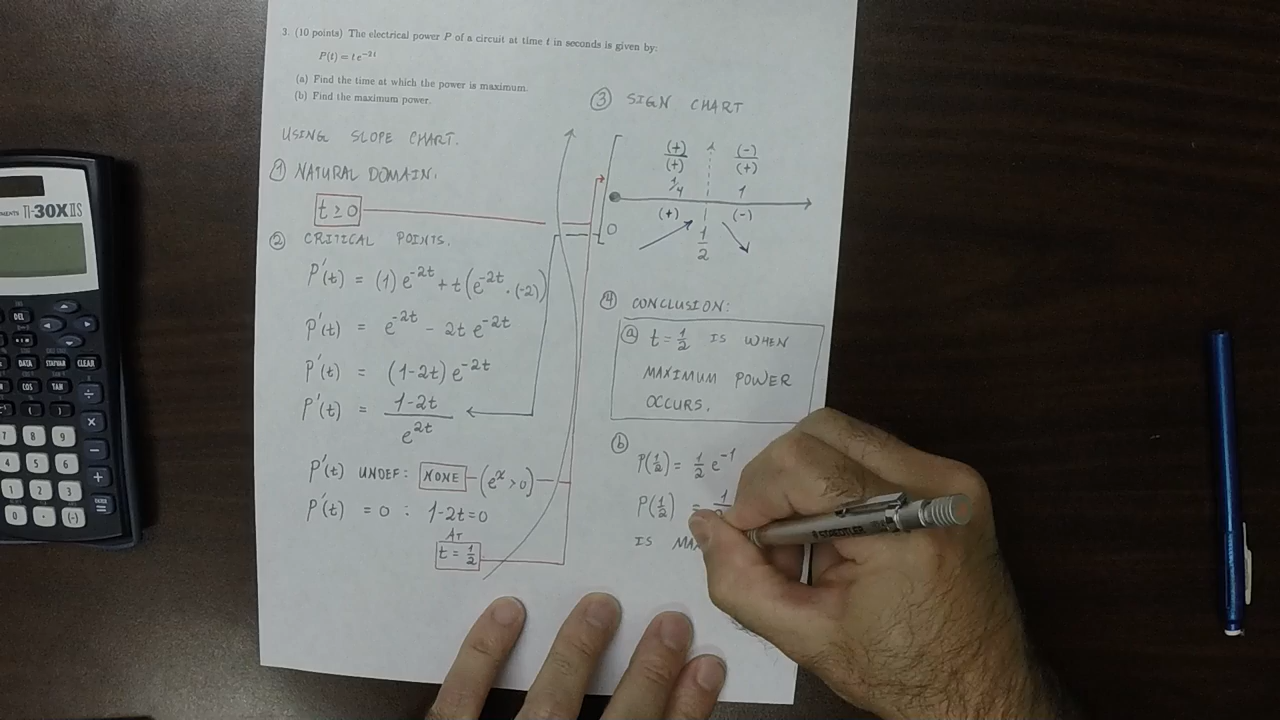 3. (10 points) The electrical power P of a circuit at time t in seconds is given by:
P(t) = t e^{-2t}
(a) Find the time at which the power is maximum.
(b) Find the maximum power.
USING SLOPE CHART.
① NATURAL DOMAIN.
t ≥ 0
② CRITICAL POINTS.
P'(t) = (1) e^{-2t} + t (e^{-2t} · (-2))
P'(t) = e^{-2t} - 2t e^{-2t}
P'(t) = (1-2t) e^{-2t}
P'(t) = \frac{1-2t}{e^{2t}}
P'(t) UNDEF: NONE (e^x > 0)
P'(t) = 0 : 1-2t=0
AT
t = 1/2
③ SIGN CHART
(+)/(+) (-)/(+)
1/4 1
[ 0 (+) (-)
1/2
④ CONCLUSION:
ⓐ t = 1/2 IS WHEN
MAXIMUM POWER
OCCURS.
ⓑ
P(1/2) = 1/2 e^{-1}
P(1/2) =
IS
TI-30X IIS
DEL
DATA STATVAR CLEAR
COS TAN
( ) ÷
7 8 9 ×
4 5 6 −
1 2 3 +
0 . (-)
STAEDTLER